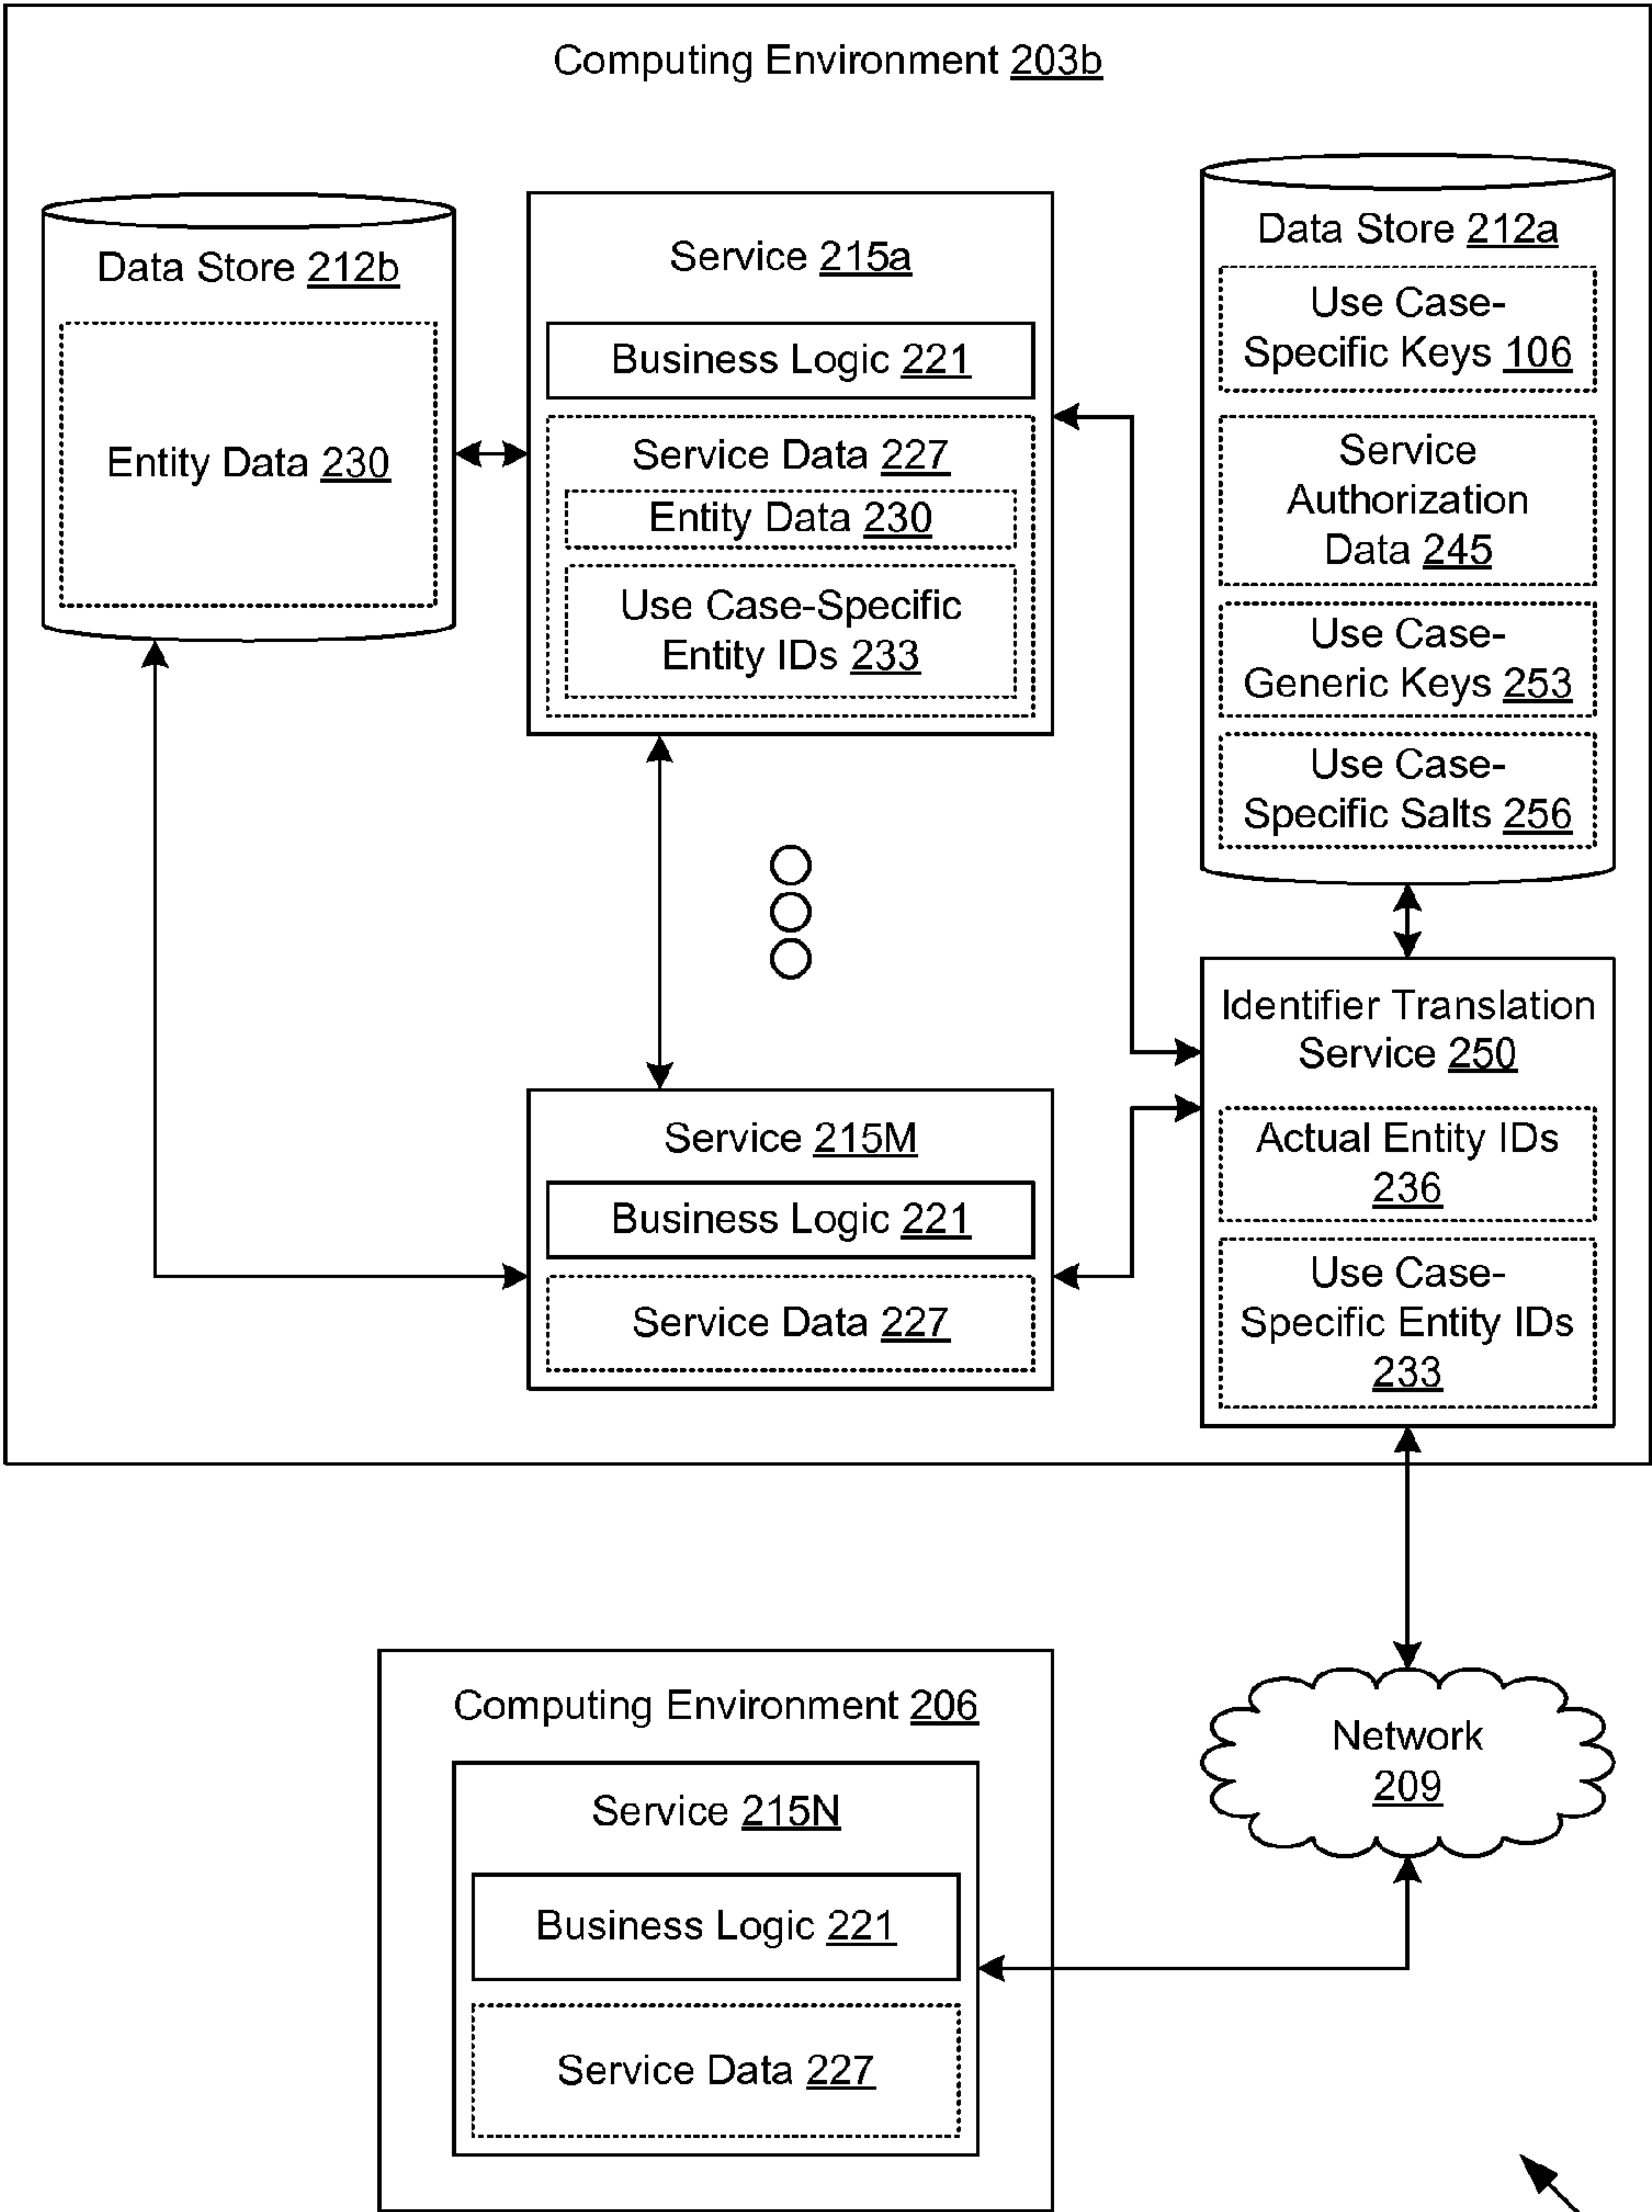 Computing Environment 203b
Data Store 212b
Entity Data 230
Service 215a
Business Logic 221
Service Data 227
Entity Data 230
Use Case-Specific
Entity IDs 233
Data Store 212a
Use Case-
Specific Keys 106
Service
Authorization
Data 245
Use Case-
Generic Keys 253
Use Case-
Specific Salts 256
Service 215M
Business Logic 221
Service Data 227
Identifier Translation
Service 250
Actual Entity IDs
236
Use Case-
Specific Entity IDs
233
Computing Environment 206
Service 215N
Business Logic 221
Service Data 227
Network
209